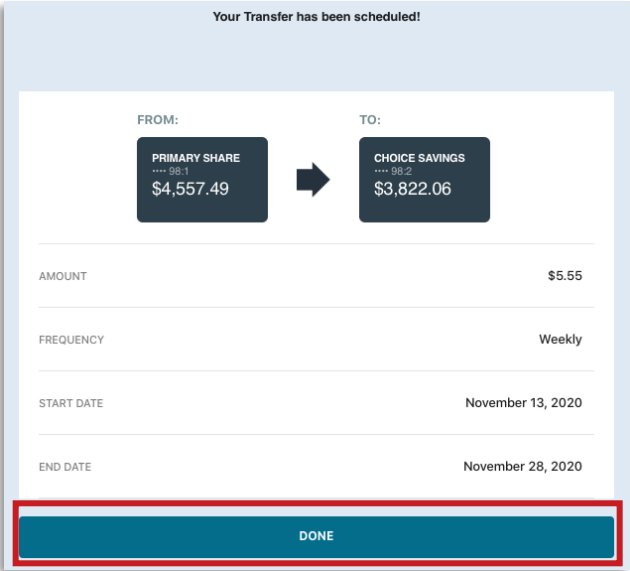 Your Transfer has been scheduled!
FROM:
TO:
PRIMARY SHARE
•••• 98:1
$4,557.49
CHOICE SAVINGS
•••• 98:2
$3,822.06
AMOUNT $5.55
FREQUENCY Weekly
START DATE November 13, 2020
END DATE November 28, 2020
DONE